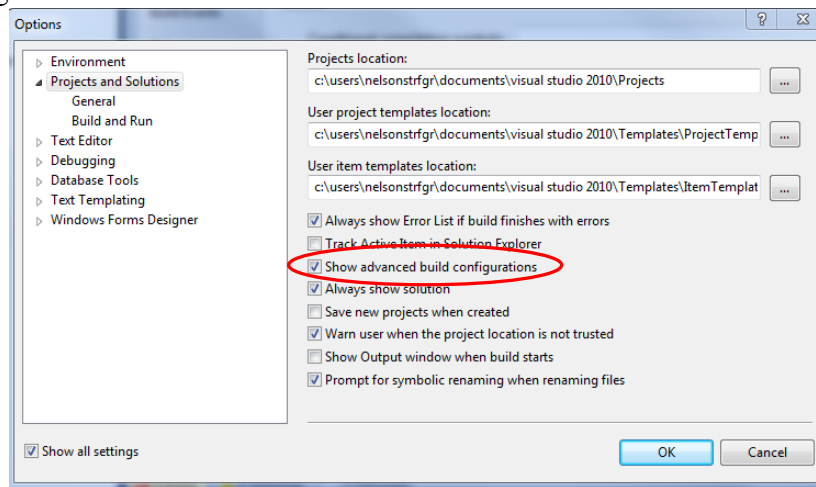 Options
Environment
Projects and Solutions
General
Build and Run
Text Editor
Debugging
Database Tools
Text Templating
Windows Forms Designer
Projects location:
c:\users\nelsonstrfgr\documents\visual studio 2010\Projects
...
User project templates location:
c:\users\nelsonstrfgr\documents\visual studio 2010\Templates\ProjectTemp
...
User item templates location:
c:\users\nelsonstrfgr\documents\visual studio 2010\Templates\ItemTemplat
...
Always show Error List if build finishes with errors
Track Active Item in Solution Explorer
Show advanced build configurations
Always show solution
Save new projects when created
Warn user when the project location is not trusted
Show Output window when build starts
Prompt for symbolic renaming when renaming files
Show all settings
OK
Cancel